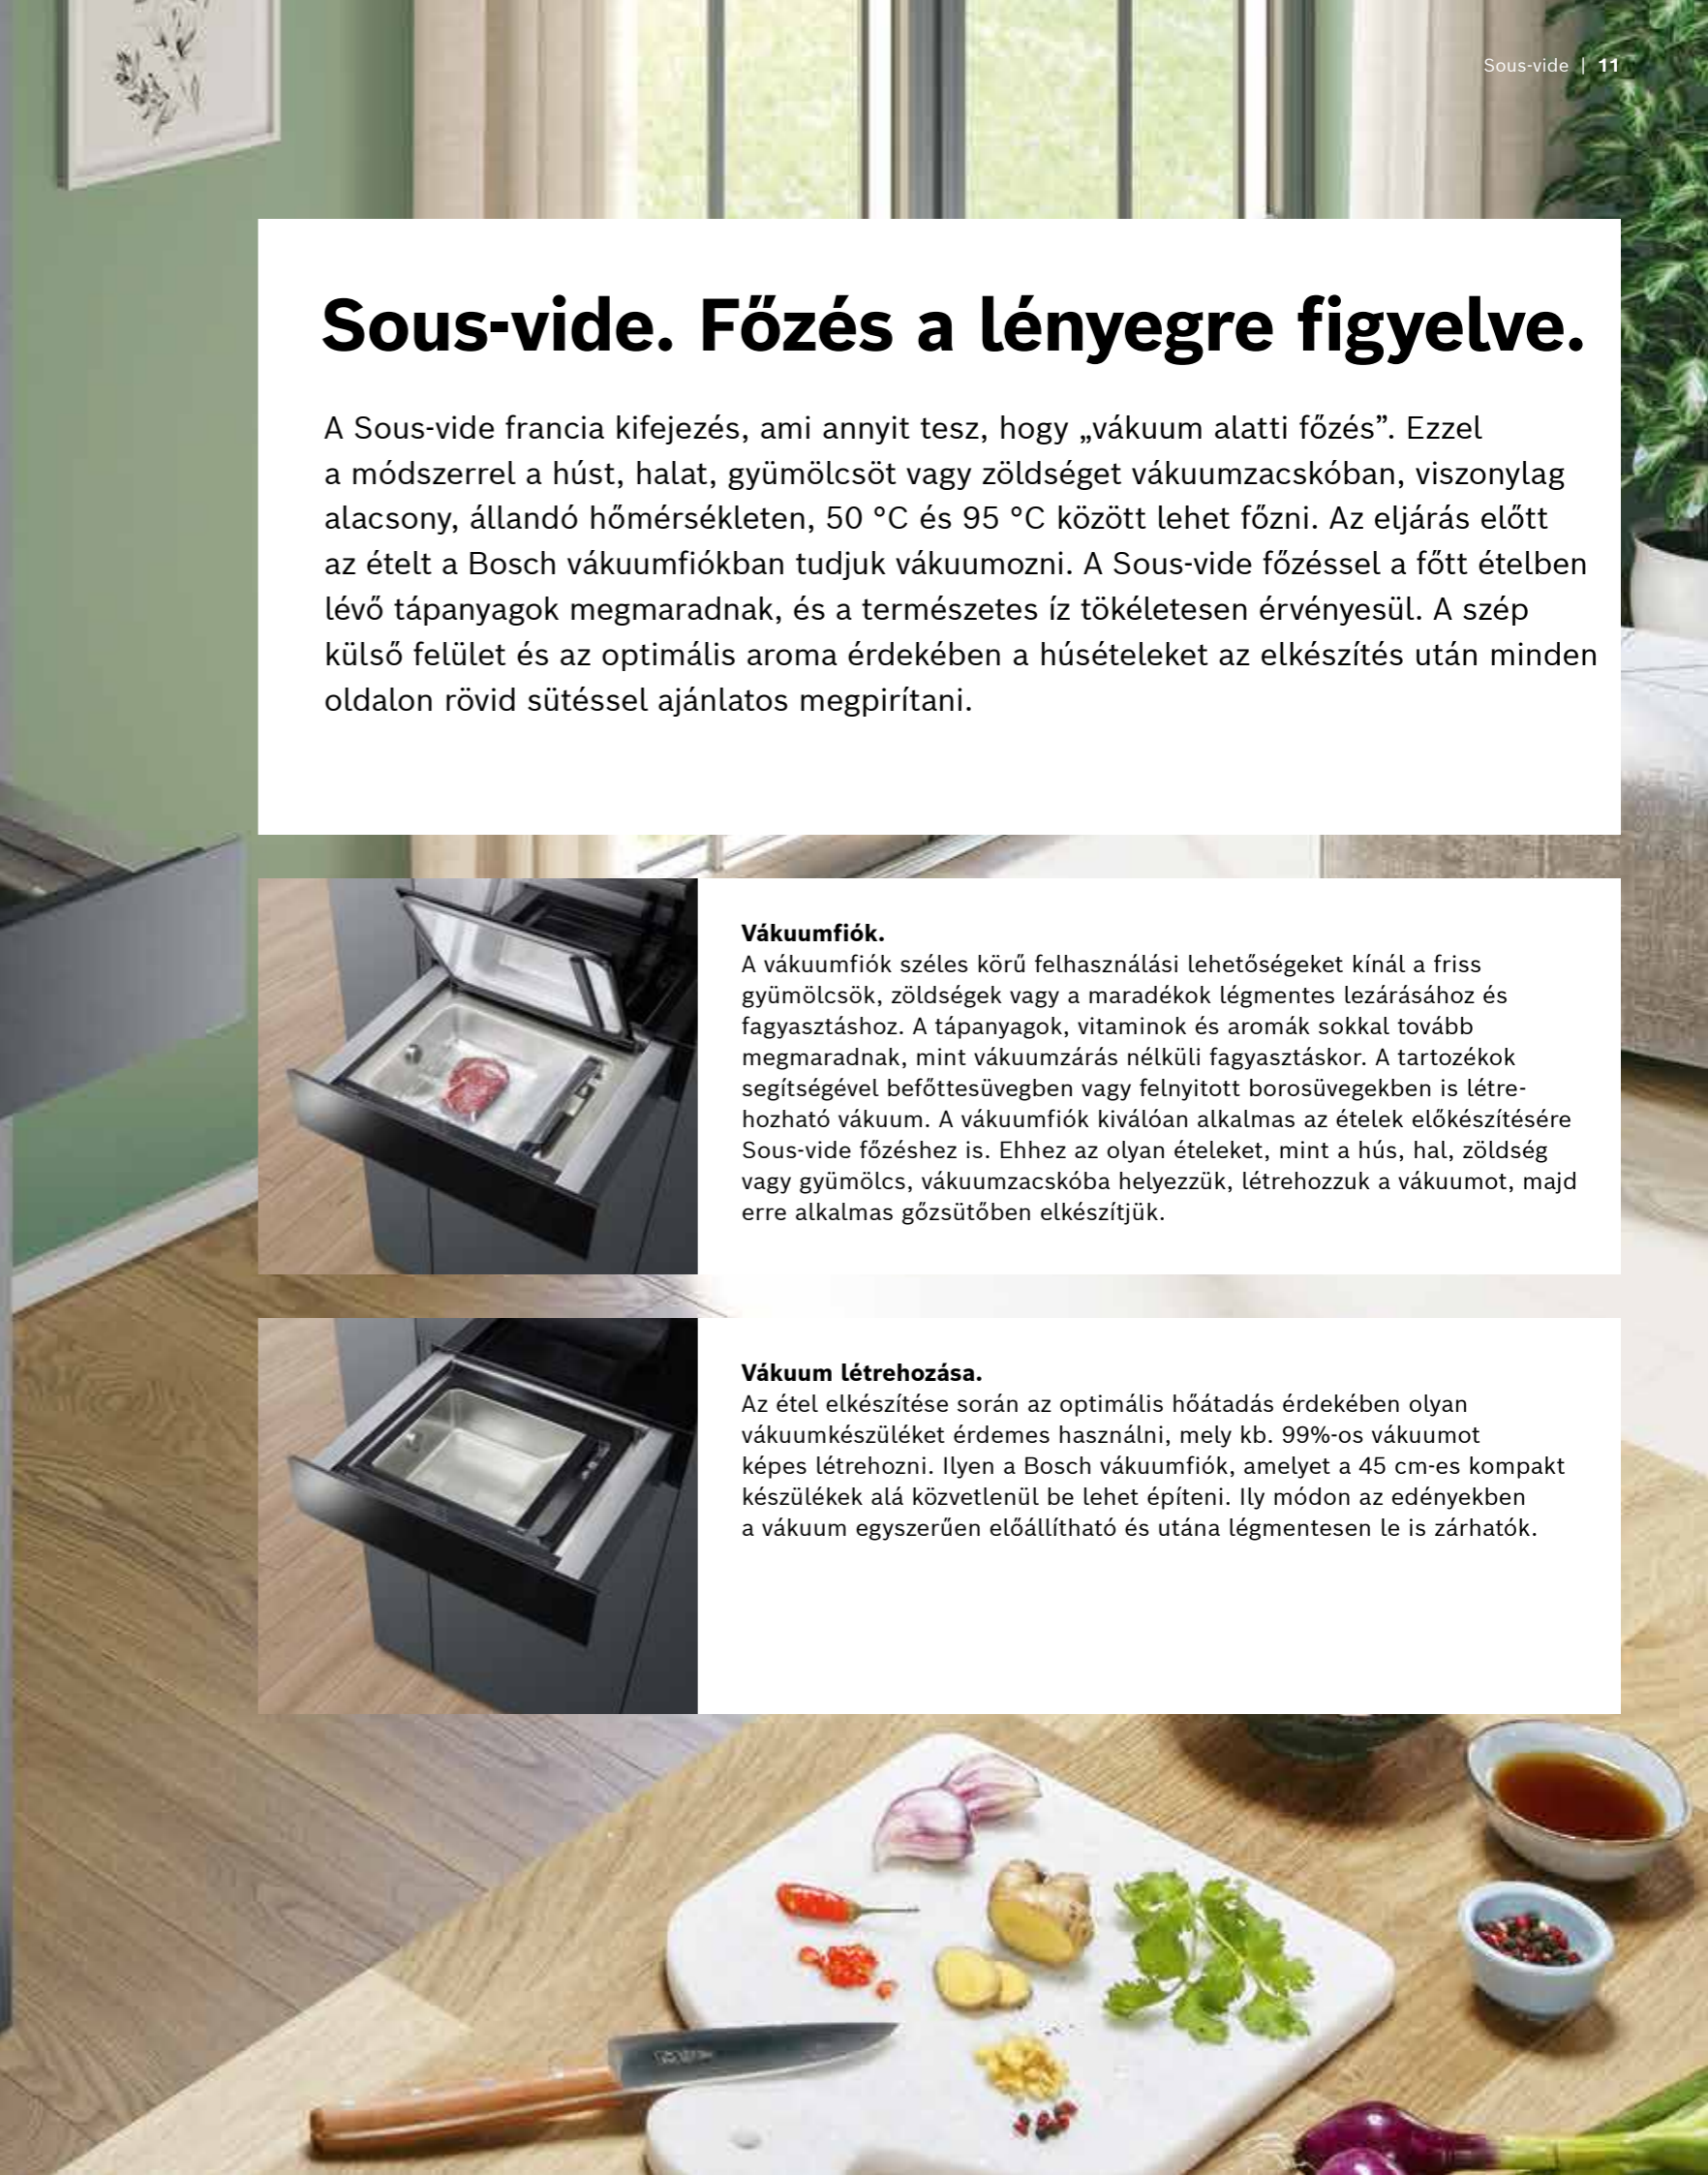 Sous-vide | 11
Sous-vide. Főzés a lényegre figyelve.
A Sous-vide francia kifejezés, ami annyit tesz, hogy „vákuum alatti főzés”. Ezzel
a módszerrel a húst, halat, gyümölcsöt vagy zöldséget vákuumzacskóban, viszonylag
alacsony, állandó hőmérsékleten, 50 °C és 95 °C között lehet főzni. Az eljárás előtt
az ételt a Bosch vákuumfiókban tudjuk vákuumozni. A Sous-vide főzéssel a főtt ételben
lévő tápanyagok megmaradnak, és a természetes íz tökéletesen érvényesül. A szép
külső felület és az optimális aroma érdekében a húsételeket az elkészítés után minden
oldalon rövid sütéssel ajánlatos megpirítani.
Vákuumfiók.
A vákuumfiók széles körű felhasználási lehetőségeket kínál a friss
gyümölcsök, zöldségek vagy a maradékok légmentes lezárásához és
fagyasztáshoz. A tápanyagok, vitaminok és aromák sokkal tovább
megmaradnak, mint vákuumzárás nélküli fagyasztáskor. A tartozékok
segítségével befőttesüvegben vagy felnyitott borosüvegekben is létre-
hozható vákuum. A vákuumfiók kiválóan alkalmas az ételek előkészítésére
Sous-vide főzéshez is. Ehhez az olyan ételeket, mint a hús, hal, zöldség
vagy gyümölcs, vákuumzacskóba helyezzük, létrehozzuk a vákuumot, majd
erre alkalmas gőzsütőben elkészítjük.
Vákuum létrehozása.
Az étel elkészítése során az optimális hőátadás érdekében olyan
vákuumkészüléket érdemes használni, mely kb. 99%-os vákuumot
képes létrehozni. Ilyen a Bosch vákuumfiók, amelyet a 45 cm-es kompakt
készülékek alá közvetlenül be lehet építeni. Ily módon az edényekben
a vákuum egyszerűen előállítható és utána légmentesen le is zárhatók.